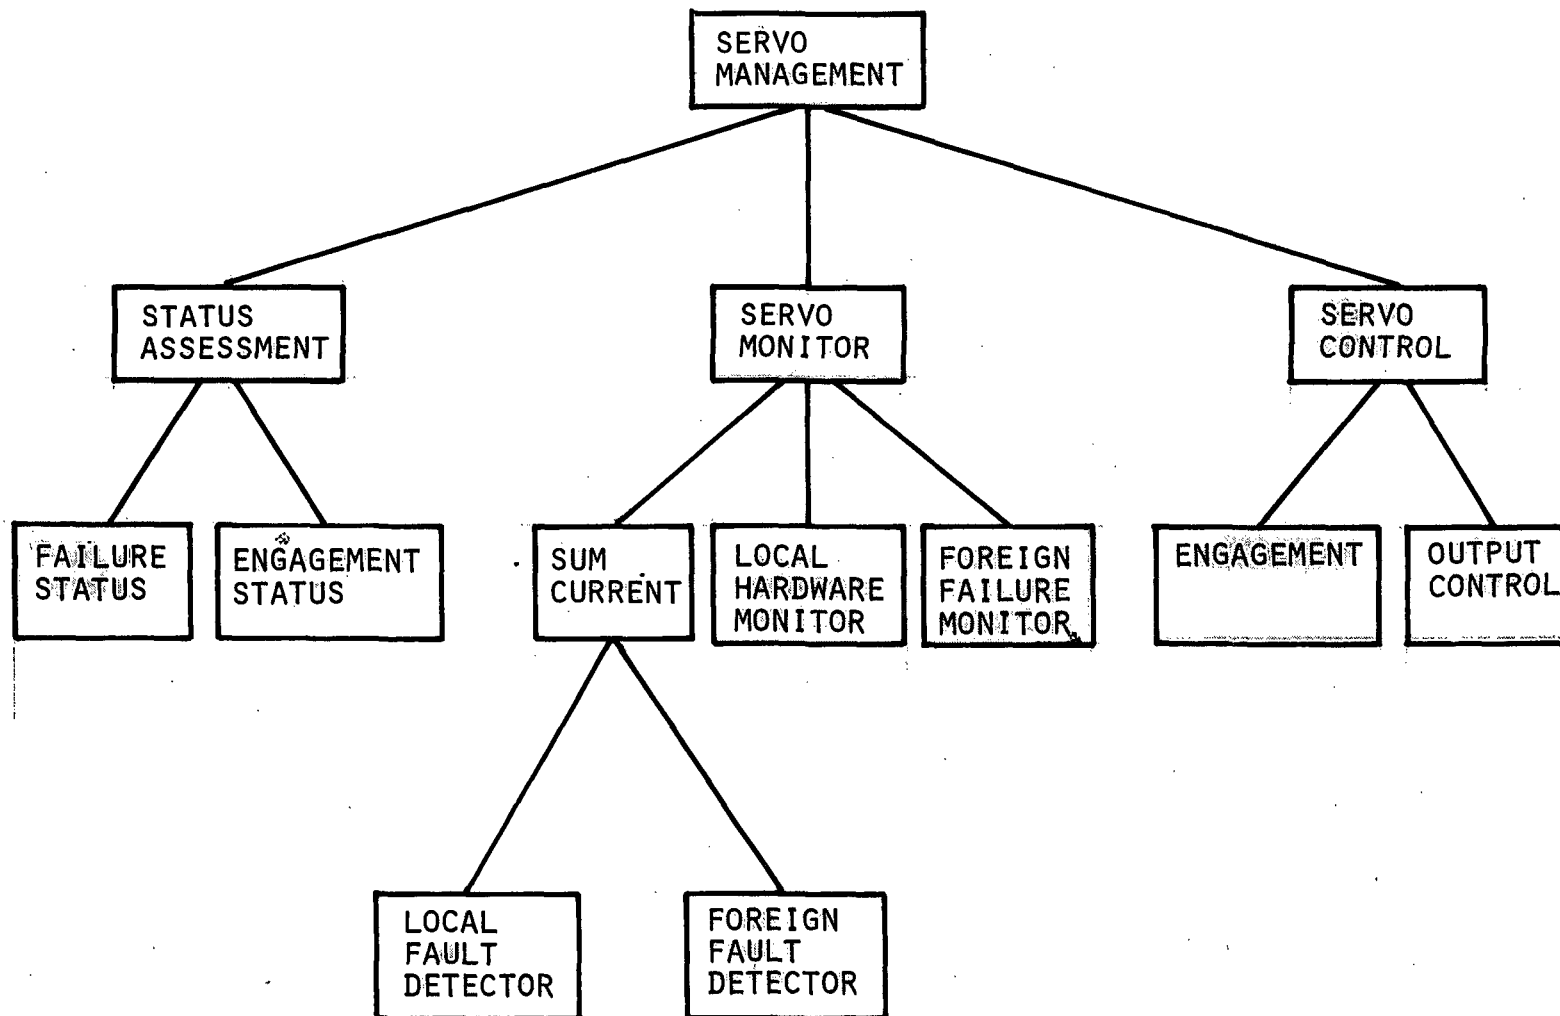 SERVO
MANAGEMENT
STATUS
ASSESSMENT
SERVO
MONITOR
SERVO
CONTROL
FAILURE
STATUS
ENGAGEMENT
STATUS
SUM
CURRENT
LOCAL
HARDWARE
MONITOR
FOREIGN
FAILURE
MONITOR
ENGAGEMENT
OUTPUT
CONTROL
LOCAL
FAULT
DETECTOR
FOREIGN
FAULT
DETECTOR